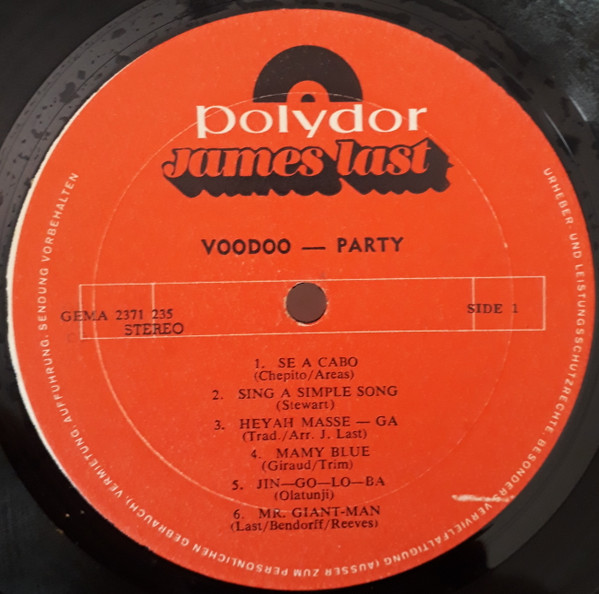 polydor
james last
VOODOO — PARTY
GEMA 2371 235
STEREO
SIDE 1
1. SE A CABO
(Chepito/Areas)
2. SING A SIMPLE SONG
(Stewart)
3. HEYAH MASSE — GA
(Trad./Arr. J. Last)
4. MAMY BLUE
(Giraud/Trim)
5. JIN—GO—LO—BA
(Olatunji)
6. MR. GIANT-MAN
(Last/Bendorff/Reeves)
URHEBER- UND LEISTUNGSSCHUTZRECHTE, BESONDERS VERVIELFÄLTIGUNG (AUSSER ZUM PERSÖNLICHEN GEBRAUCH), VERMIETUNG, AUFFÜHRUNG, SENDUNG VORBEHALTEN